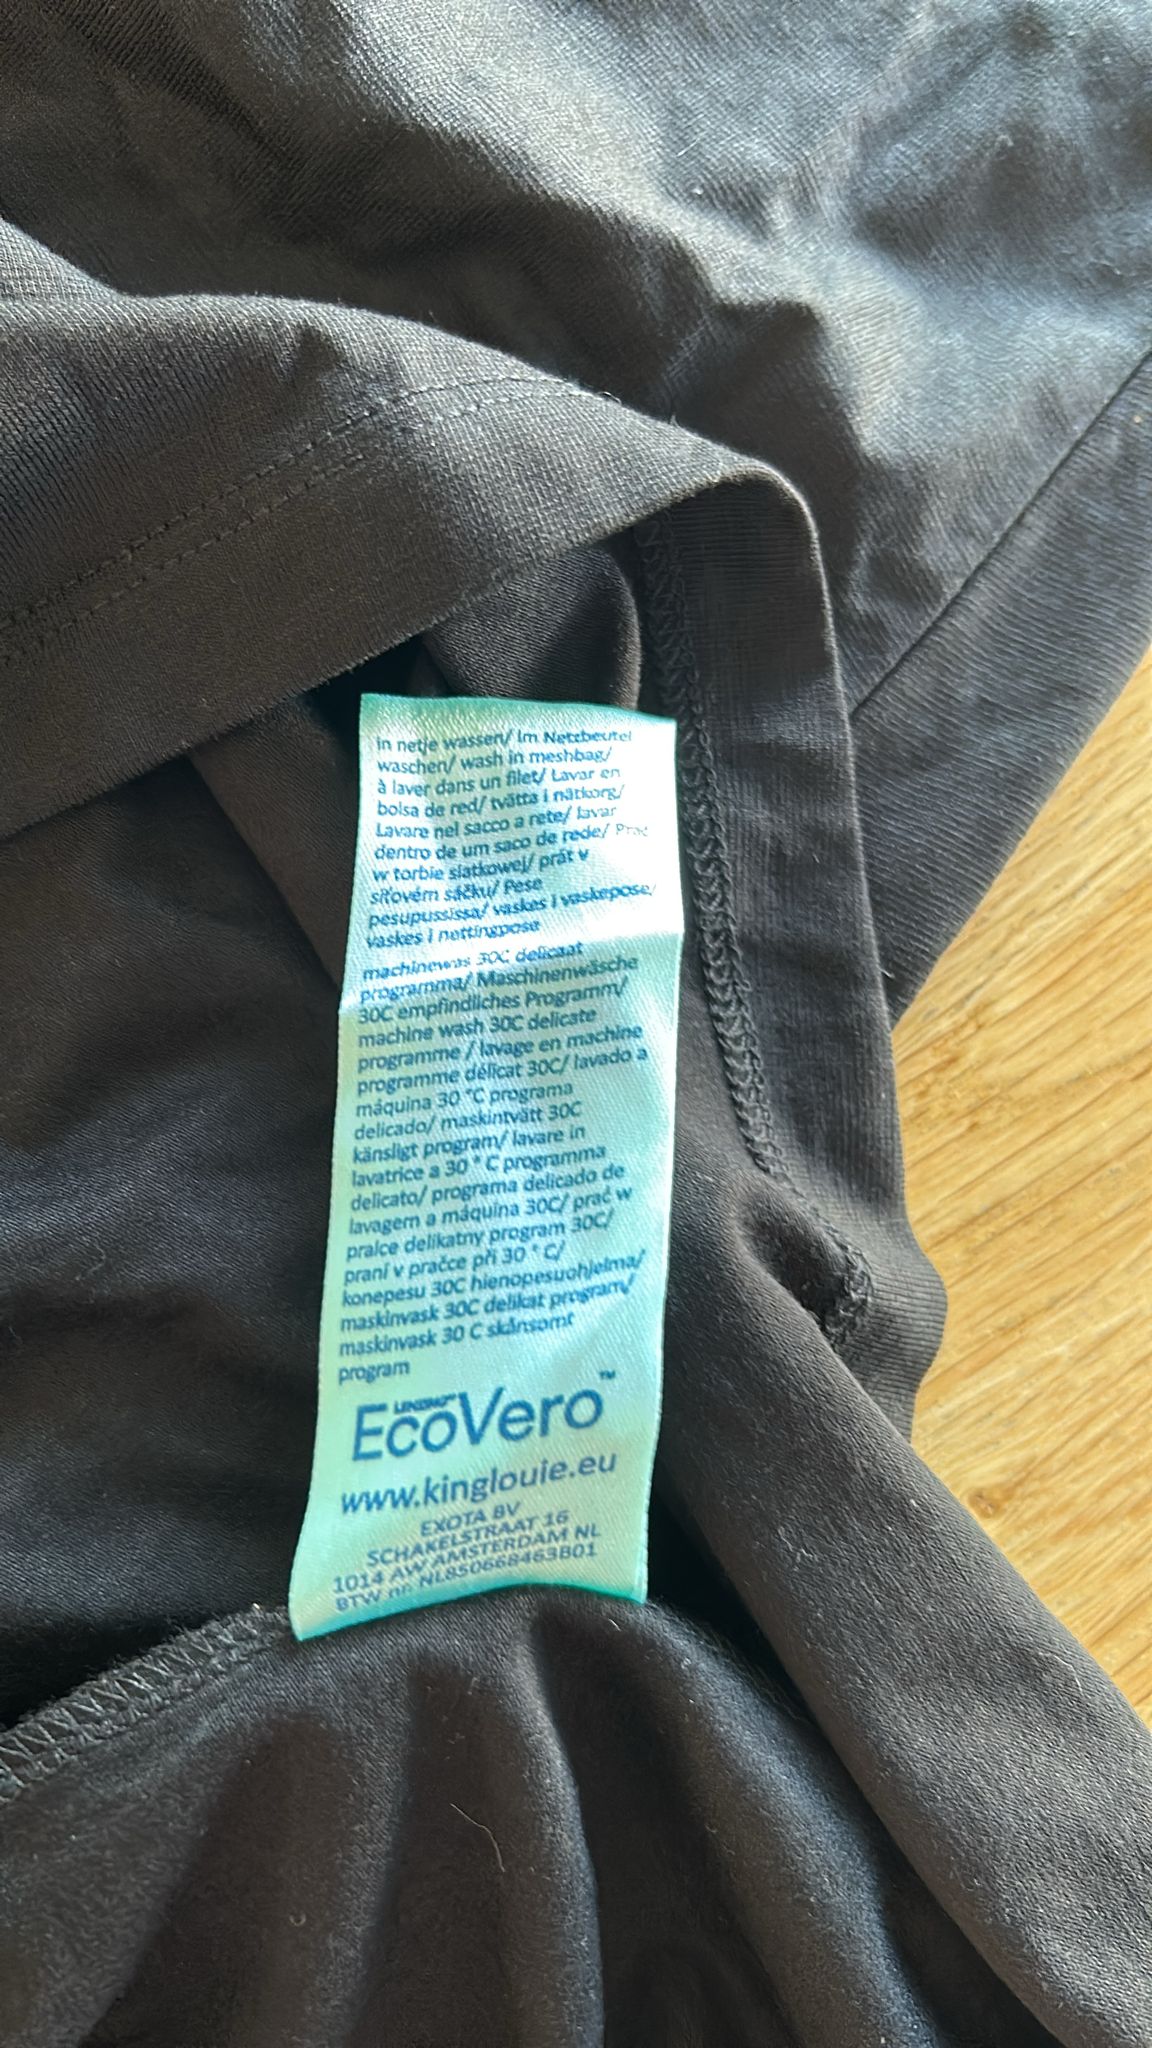 in netje wassen/ Im Netzbeutel
waschen/ wash in meshbag/
à laver dans un filet/ Lavar en
bolsa de red/ tvätta i nätkorg/
Lavare nel sacco a rete/ lavar
dentro de um saco de rede/ Prać
w torbie siatkowej/ prát v
síťovém sáčku/ Pese
pesupussissa/ vaskes i vaskepose/
vaskes i nettingpose
machinewas 30C delicaat
programma/ Maschinenwäsche
30C empfindliches Programm/
machine wash 30C delicate
programme / lavage en machine
programme délicat 30C/ lavado a
máquina 30 °C programa
delicado/ maskintvätt 30C
känsligt program/ lavare in
lavatrice a 30 ° C programma
delicato/ programa delicado de
lavagem a máquina 30C/ prać w
pralce delikatny program 30C/
praní v pračce při 30 ° C/
konepesu 30C hienopesuohjelma/
maskinvask 30C delikat program/
maskinvask 30 C skånsomt
program
LENZING™
EcoVero™
www.kinglouie.eu
EXOTA BV
SCHAKELSTRAAT 16
1014 AW AMSTERDAM NL
BTW nr. NL850668463B01